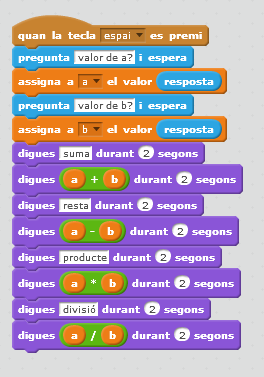 quan la tecla espai es premi
pregunta valor de a? i espera
assigna a a el valor resposta
pregunta valor de b? i espera
assigna a b el valor resposta
digues suma durant 2 segons
digues a + b durant 2 segons
digues resta durant 2 segons
digues a - b durant 2 segons
digues producte durant 2 segons
digues a * b durant 2 segons
digues divisió durant 2 segons
digues a / b durant 2 segons